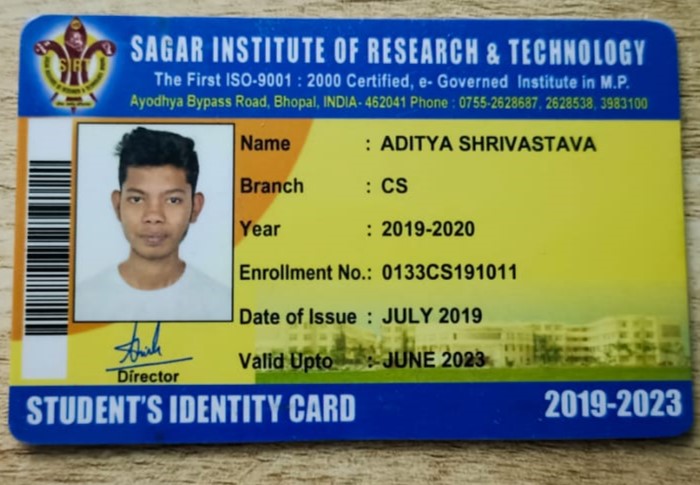 SAGAR INSTITUTE OF RESEARCH & TECHNOLOGY
The First ISO-9001 : 2000 Certified, e- Governed Institute in M.P.
Ayodhya Bypass Road, Bhopal, INDIA- 462041 Phone : 0755-2628687, 2628538, 3983100
SIRT
Name : ADITYA SHRIVASTAVA
Branch : CS
Year : 2019-2020
Enrollment No.: 0133CS191011
Date of Issue : JULY 2019
Valid Upto : JUNE 2023
Director
STUDENT'S IDENTITY CARD 2019-2023